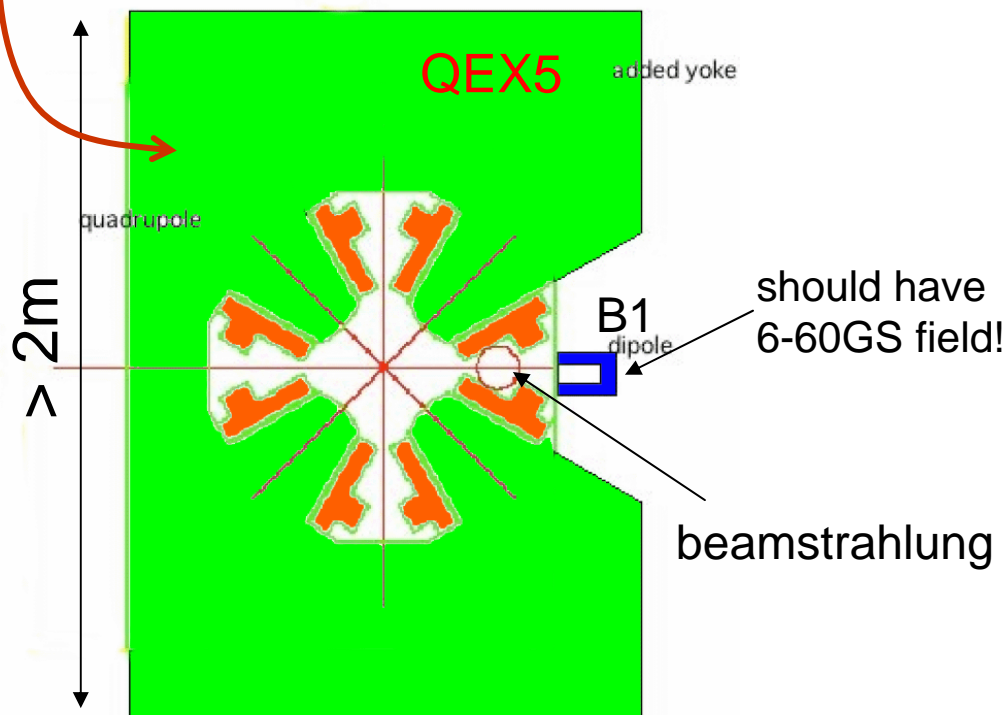 QEX5
added yoke
quadrupole
> 2m
B1
dipole
should have
6-60GS field!
beamstrahlung